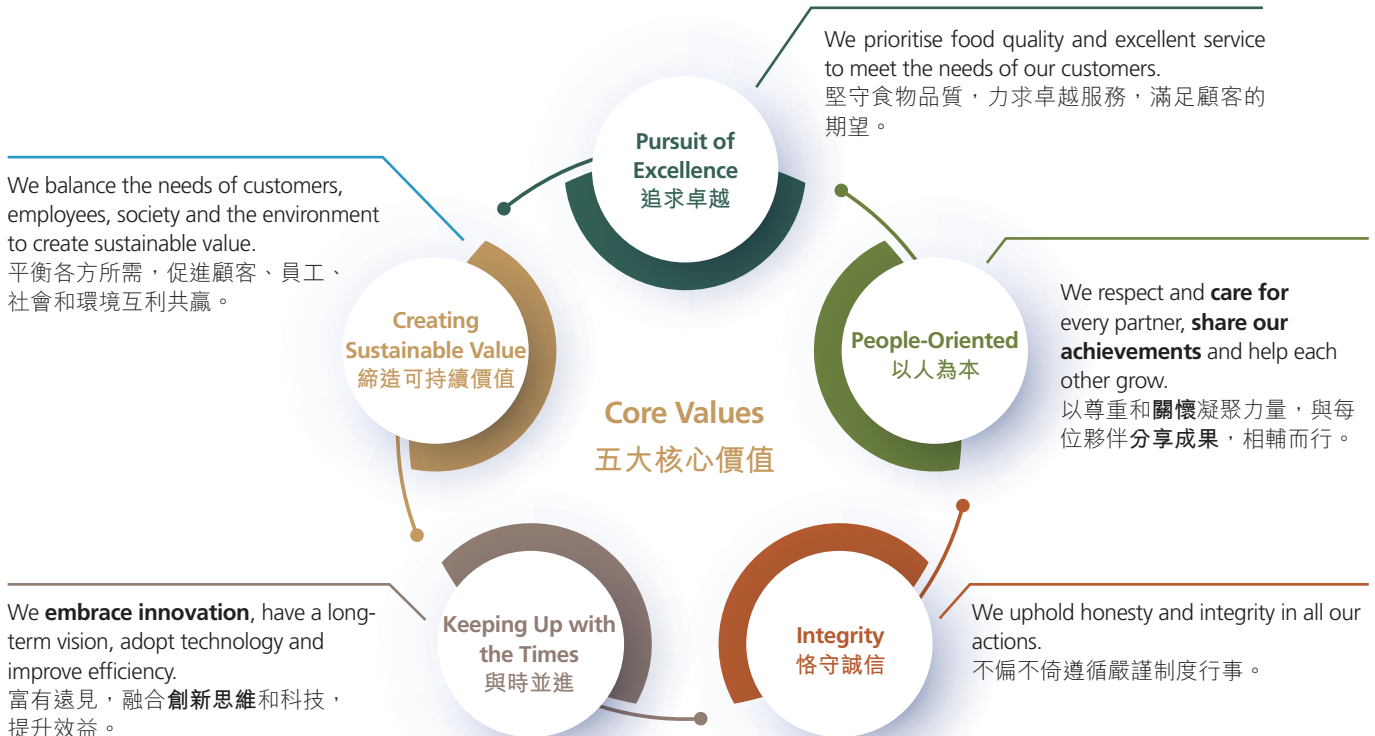 We prioritise food quality and excellent service
to meet the needs of our customers.
堅守食物品質，力求卓越服務，滿足顧客的
期望。
Pursuit of
Excellence
追求卓越
We balance the needs of customers,
employees, society and the environment
to create sustainable value.
平衡各方所需，促進顧客、員工、
社會和環境互利共贏。
Creating
Sustainable Value
締造可持續價值
People-Oriented
以人為本
We respect and care for
every partner, share our
achievements and help each
other grow.
以尊重和關懷凝聚力量，與每
位夥伴分享成果，相輔而行。
Core Values
五大核心價值
We embrace innovation, have a long-
term vision, adopt technology and
improve efficiency.
富有遠見，融合創新思維和科技，
提升效益。
Keeping Up with
the Times
與時並進
Integrity
恪守誠信
We uphold honesty and integrity in all our
actions.
不偏不倚遵循嚴謹制度行事。